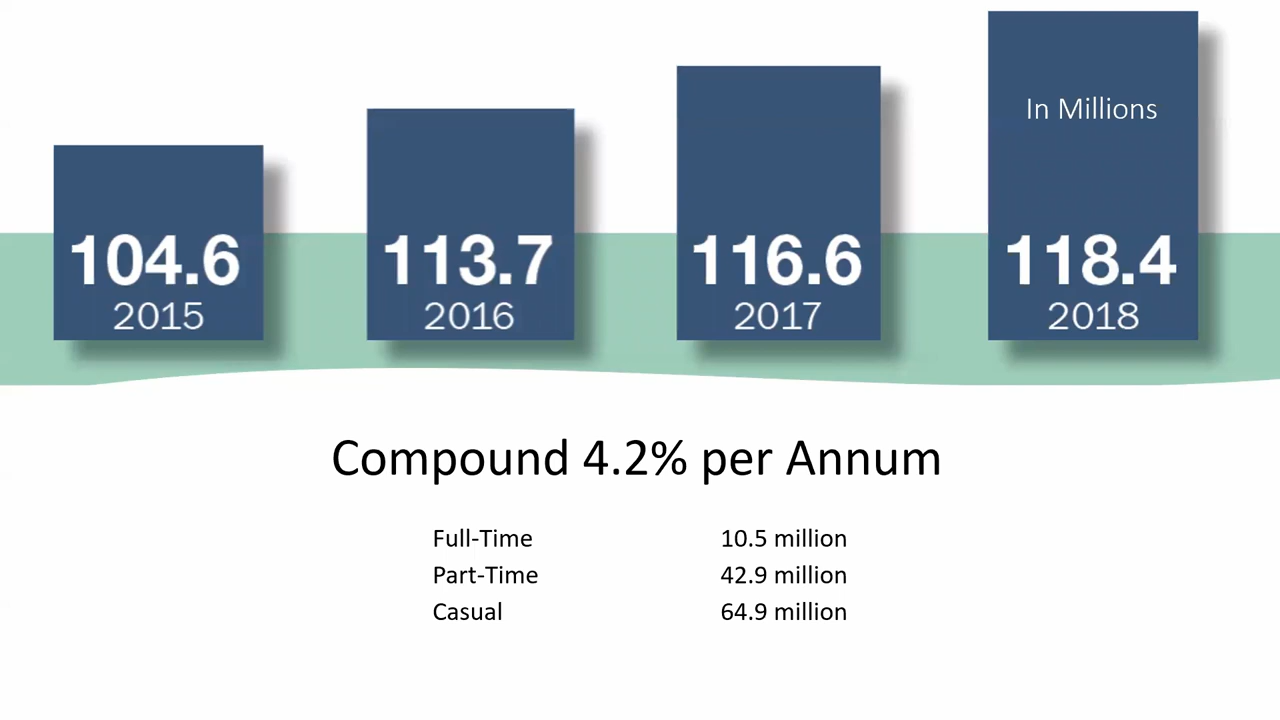 In Millions
104.6 113.7 116.6 118.4
2015 2016 2017 2018
Compound 4.2% per Annum
Full-Time 10.5 million
Part-Time 42.9 million
Casual 64.9 million